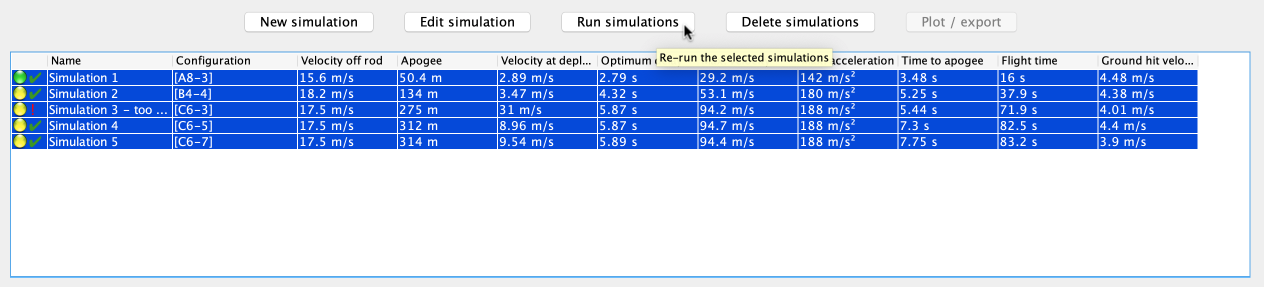 New simulation Edit simulation Run simulations Delete simulations Plot / export
Re-run the selected simulations
Name Configuration Velocity off rod Apogee Velocity at depl... Optimum acceleration Time to apogee Flight time Ground hit velo...
Simulation 1 [A8-3] 15.6 m/s 50.4 m 2.89 m/s 2.79 s 29.2 m/s 142 m/s² 3.48 s 16 s 4.48 m/s
Simulation 2 [B4-4] 18.2 m/s 134 m 3.47 m/s 4.32 s 53.1 m/s 180 m/s² 5.25 s 37.9 s 4.38 m/s
Simulation 3 - too ... [C6-3] 17.5 m/s 275 m 31 m/s 5.87 s 94.2 m/s 188 m/s² 5.44 s 71.9 s 4.01 m/s
Simulation 4 [C6-5] 17.5 m/s 312 m 8.96 m/s 5.87 s 94.7 m/s 188 m/s² 7.3 s 82.5 s 4.4 m/s
Simulation 5 [C6-7] 17.5 m/s 314 m 9.54 m/s 5.89 s 94.4 m/s 188 m/s² 7.75 s 83.2 s 3.9 m/s